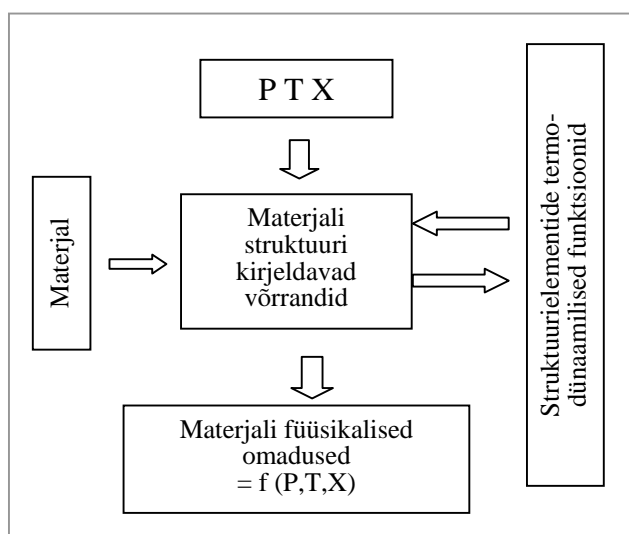 P T X
Materjal
Materjali
struktuuri
kirjeldavad
võrrandid
Struktuurielementide termo-
dünaamilised funktsioonid
Materjali füüsikalised
omadused
= f (P,T,X)